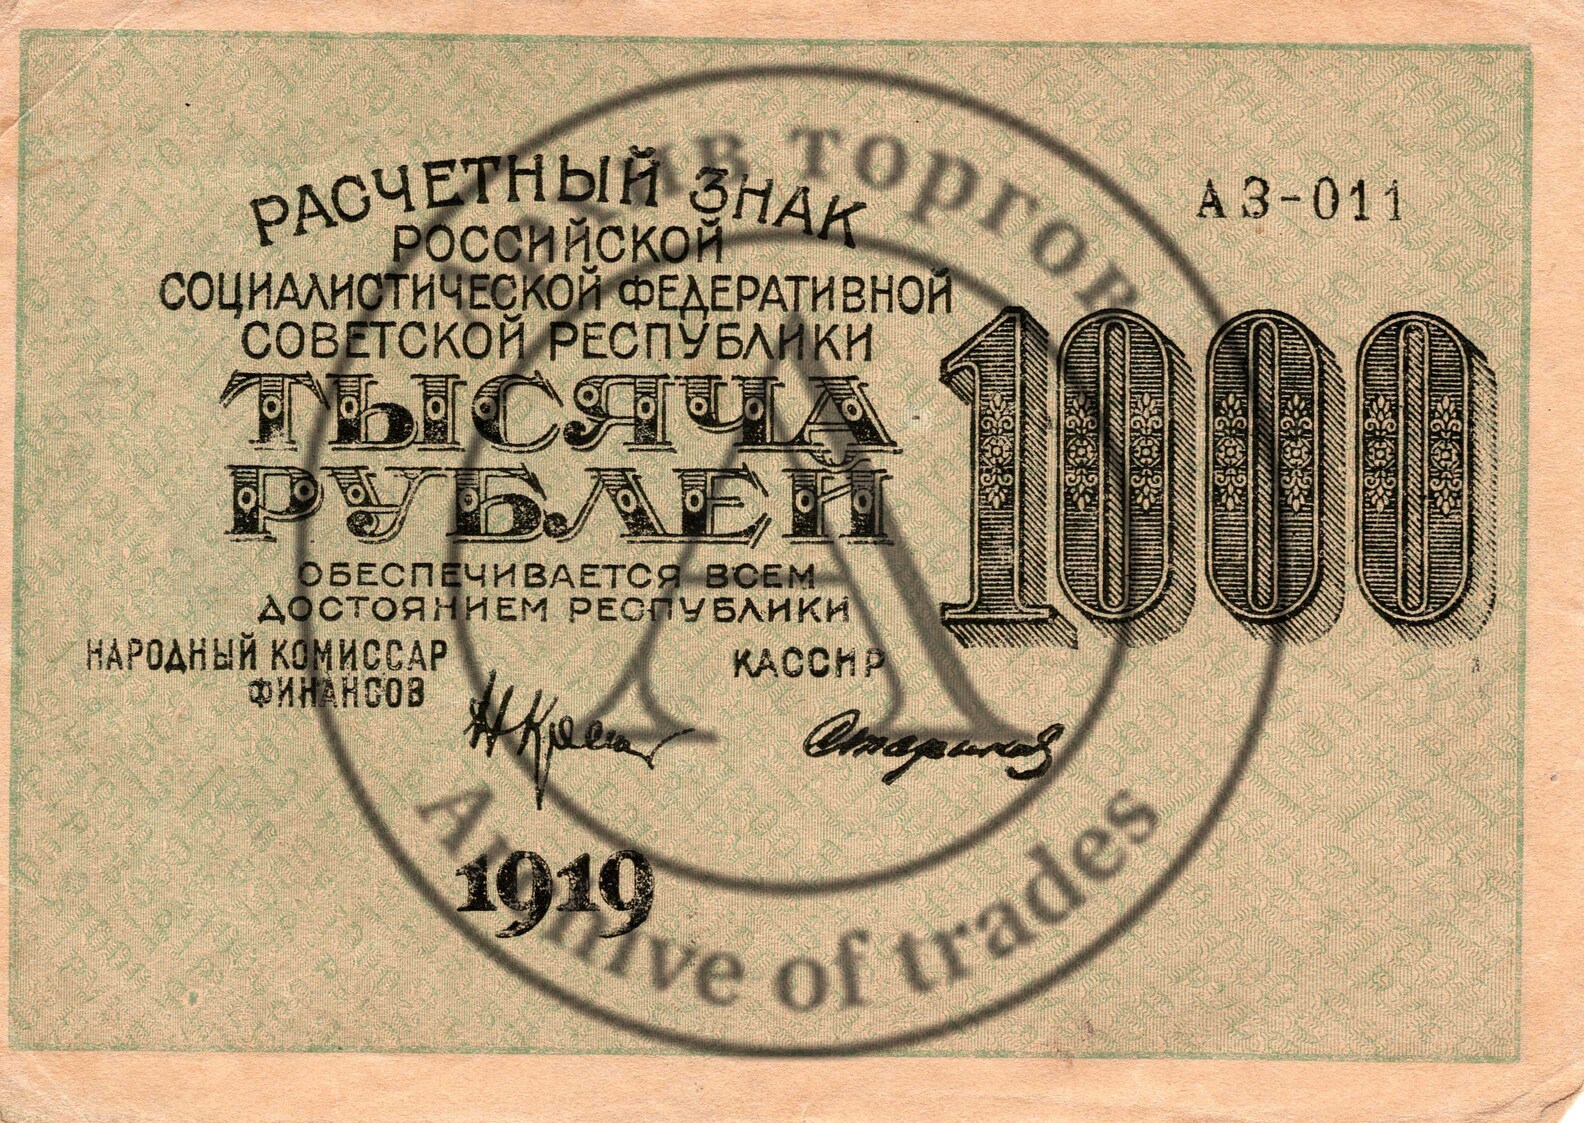 РАСЧЕТНЫЙ ЗНАК
РОССИЙСКОЙ
СОЦИАЛИСТИЧЕСКОЙ ФЕДЕРАТИВНОЙ
СОВЕТСКОЙ РЕСПУБЛИКИ
ТЫСЯЧА
РУБЛЕЙ
ОБЕСПЕЧИВАЕТСЯ ВСЕМ
ДОСТОЯНИЕМ РЕСПУБЛИКИ
НАРОДНЫЙ КОМИССАР
ФИНАНСОВ
КАССИР
Стариков
1919
АЗ-011
1000
торгов
А
Archive of trades